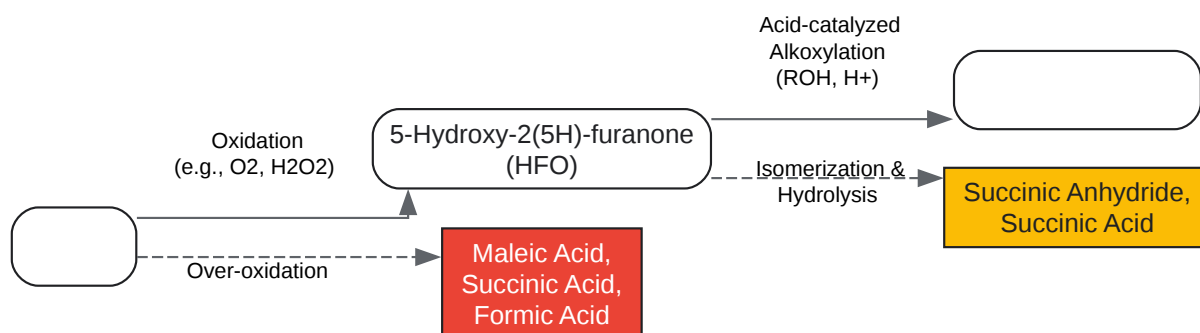 Acid-catalyzed
Alkoxylation
(ROH, H+)
Oxidation
(e.g., O2, H2O2)
5-Hydroxy-2(5H)-furanone
(HFO)
Isomerization &
Hydrolysis
Succinic Anhydride,
Succinic Acid
Over-oxidation
Maleic Acid,
Succinic Acid,
Formic Acid